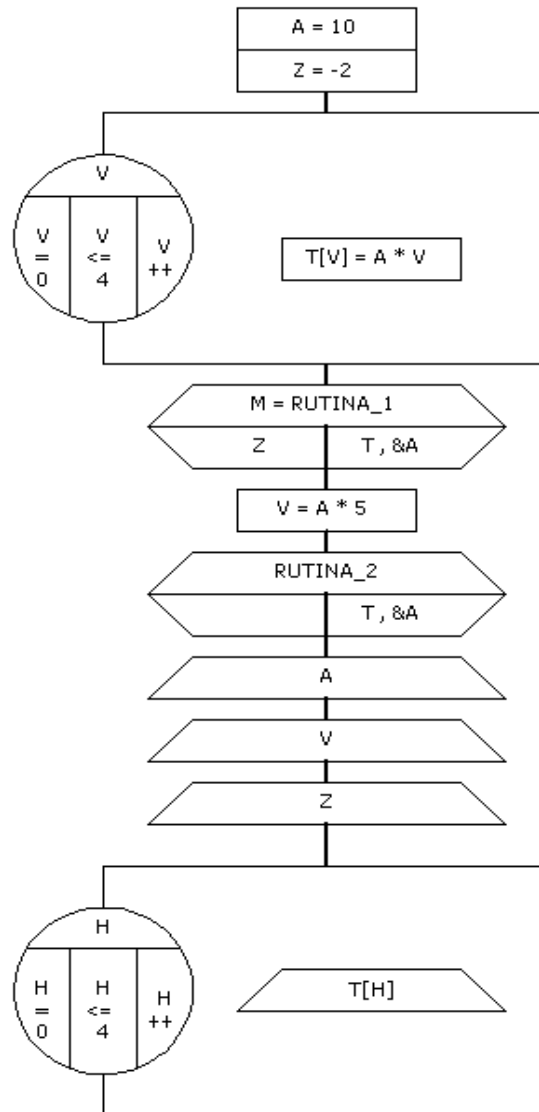 A = 10
Z = -2
V
V = 0
V <= 4
V ++
T[V] = A * V
M = RUTINA_1
Z
T , &A
V = A * 5
RUTINA_2
T , &A
A
V
Z
H
H = 0
H <= 4
H ++
T[H]